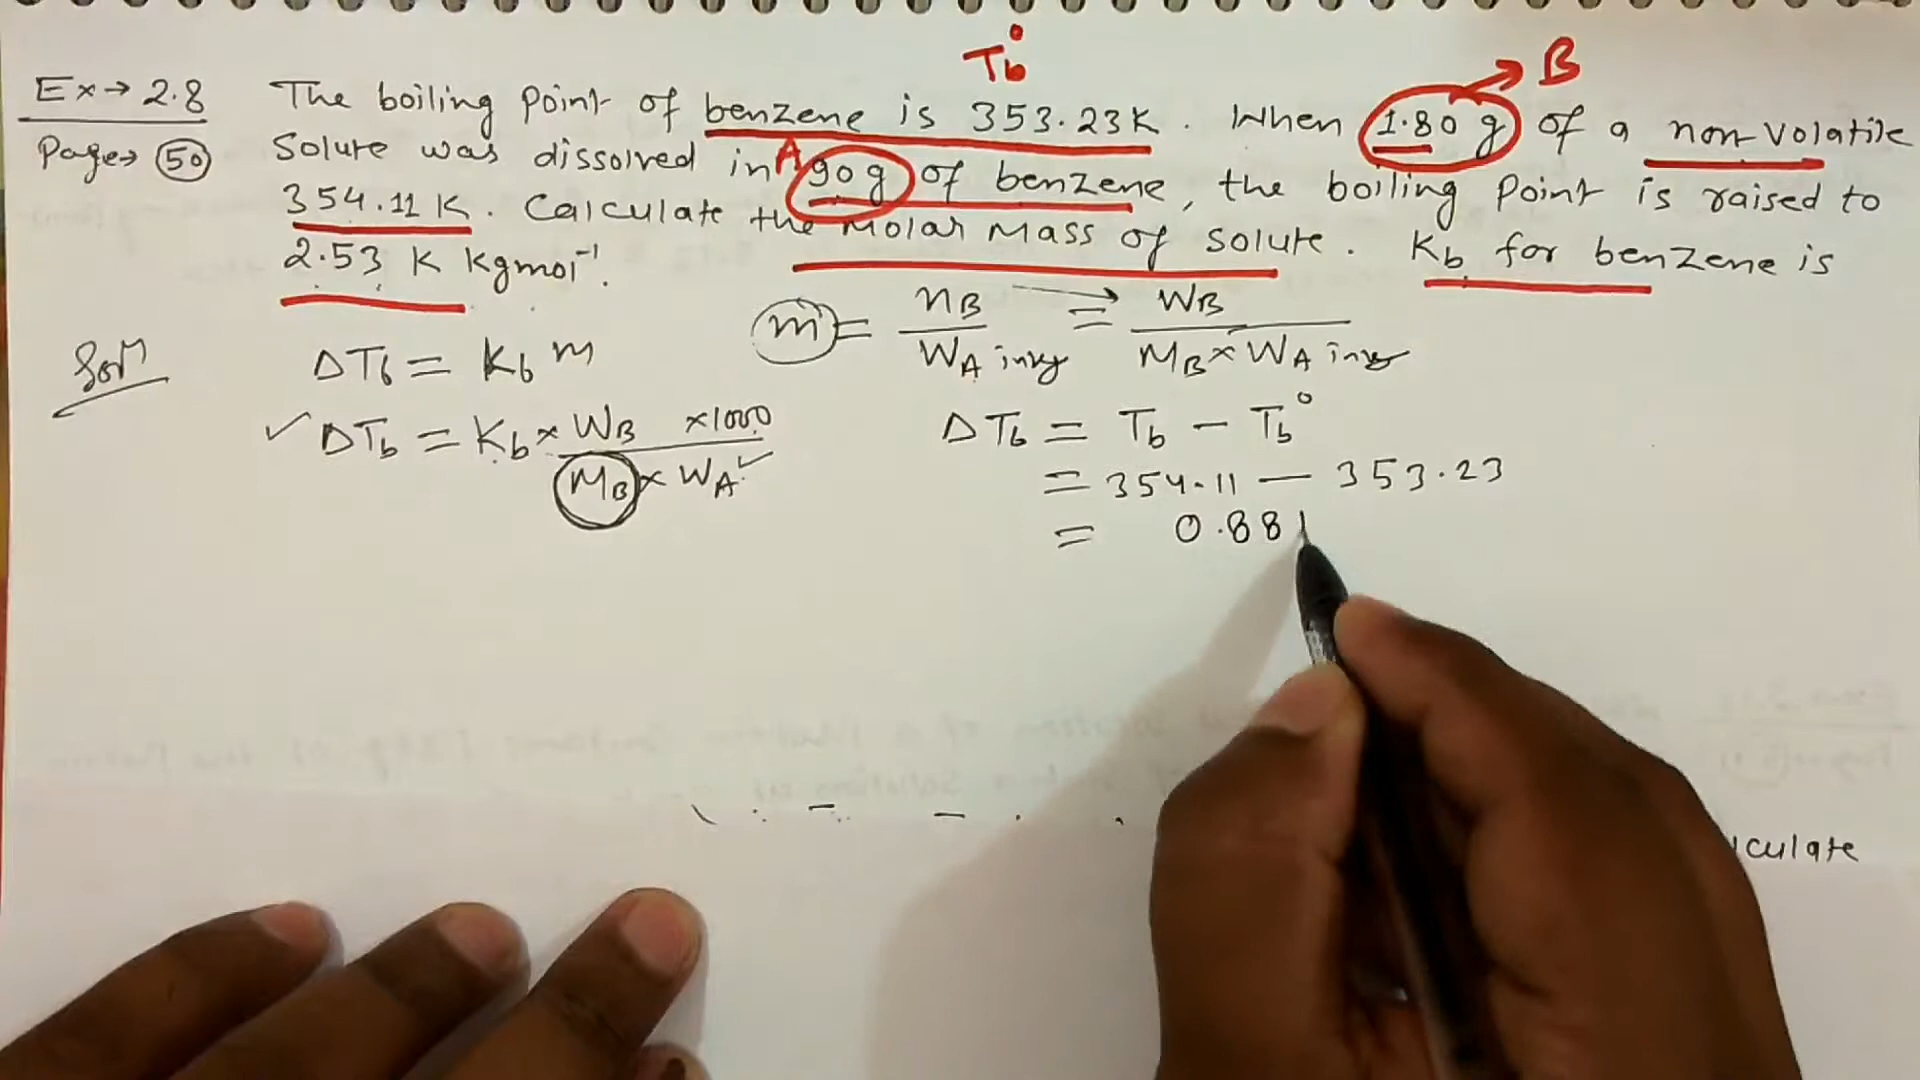 Tb°
B
Ex→ 2.8 The boiling point of benzene is 353.23K. When 1.80 g of a non-volatile
Page→ 50 Solute was dissolved in A 90g of benzene, the boiling point is raised to
354.11 K. Calculate the Molar Mass of Solute. Kb for benzene is
2.53 K Kgmol⁻¹.
m = nB / WA in kg = WB / MB × WA in kg
Soln ΔTb = Kb m
✓ ΔTb = Kb × WB × 1000 / MB × WA ✓
ΔTb = Tb − Tb°
= 354.11 — 353.23
= 0.88
lculate